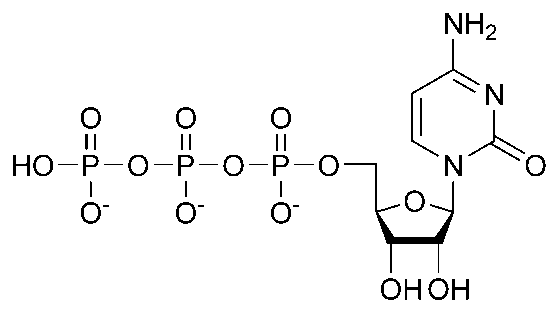 NH₂
O O O N
HO P O P O P O N O
O⁻ O⁻ O⁻ O
OH OH